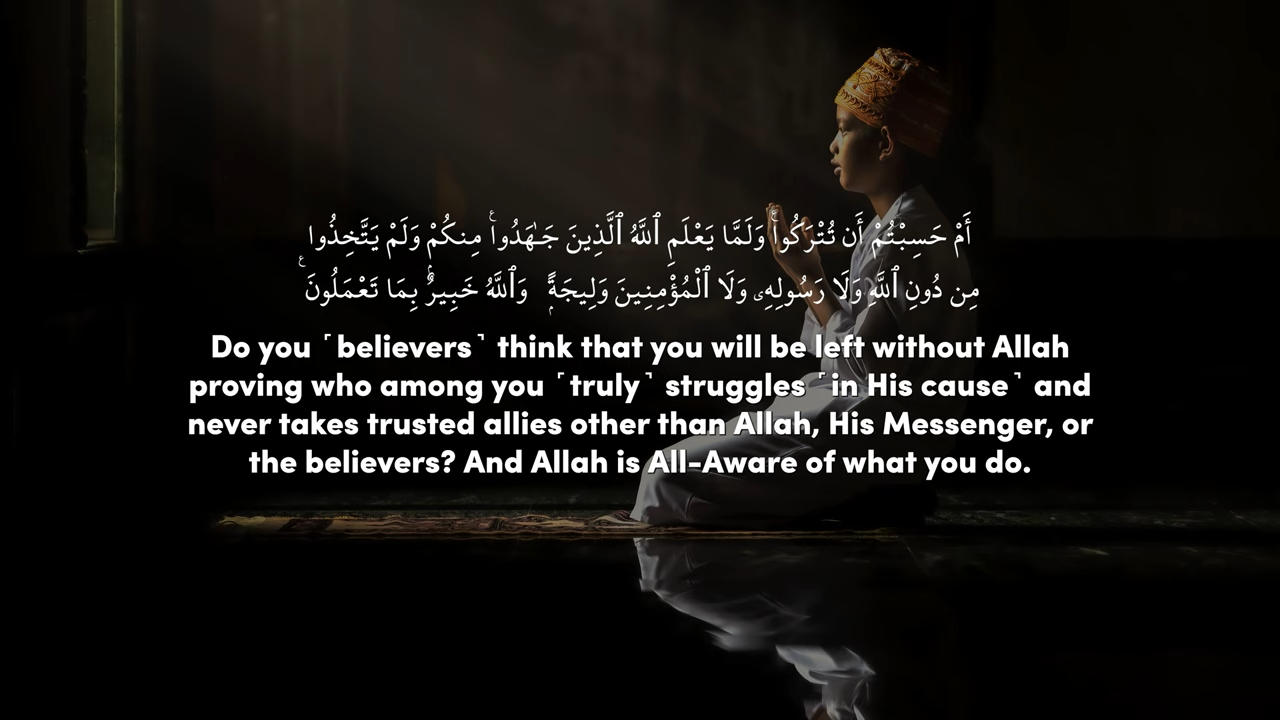 أَمْ حَسِبْتُمْ أَن تُتْرَكُوا۟ وَلَمَّا يَعْلَمِ ٱللَّهُ ٱلَّذِينَ جَـٰهَدُوا۟ مِنكُمْ وَلَمْ يَتَّخِذُوا
مِن دُونِ ٱللَّهِ وَلَا رَسُولِهِۦ وَلَا ٱلْمُؤْمِنِينَ وَلِيجَةًۭ ۚ وَٱللَّهُ خَبِيرٌۢ بِمَا تَعْمَلُونَ
Do you ˹believers˺ think that you will be left without Allah
proving who among you ˹truly˺ struggles ˹in His cause˺ and
never takes trusted allies other than Allah, His Messenger, or
the believers? And Allah is All-Aware of what you do.